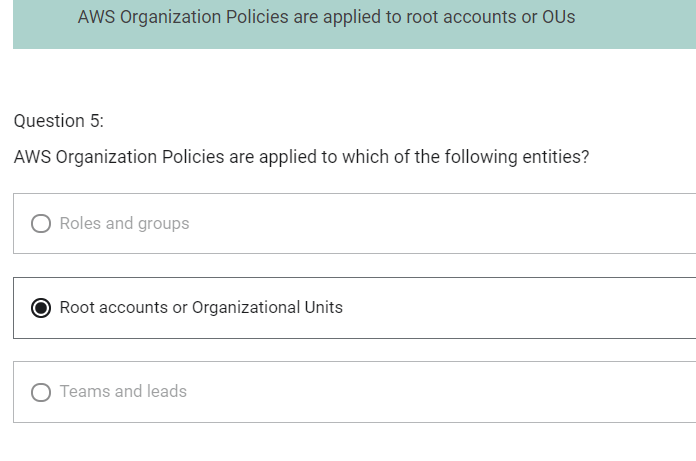 AWS Organization Policies are applied to root accounts or OUs
Question 5:
AWS Organization Policies are applied to which of the following entities?
Roles and groups
Root accounts or Organizational Units
Teams and leads